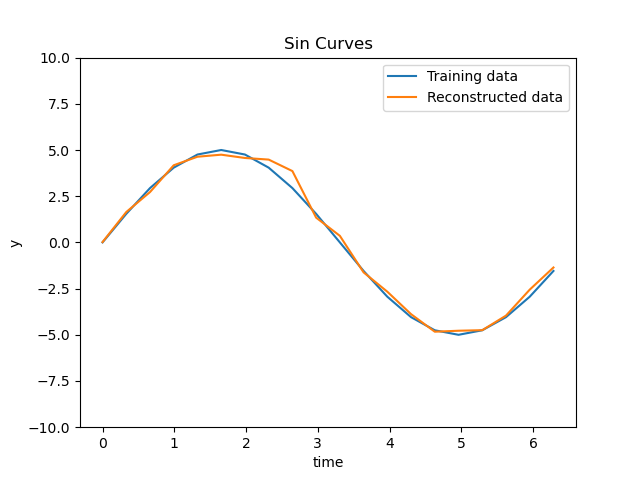 Sin Curves
Training data
Reconstructed data
10.0
7.5
5.0
2.5
0.0
−2.5
−5.0
−7.5
−10.0
y
0 1 2 3 4 5 6
time